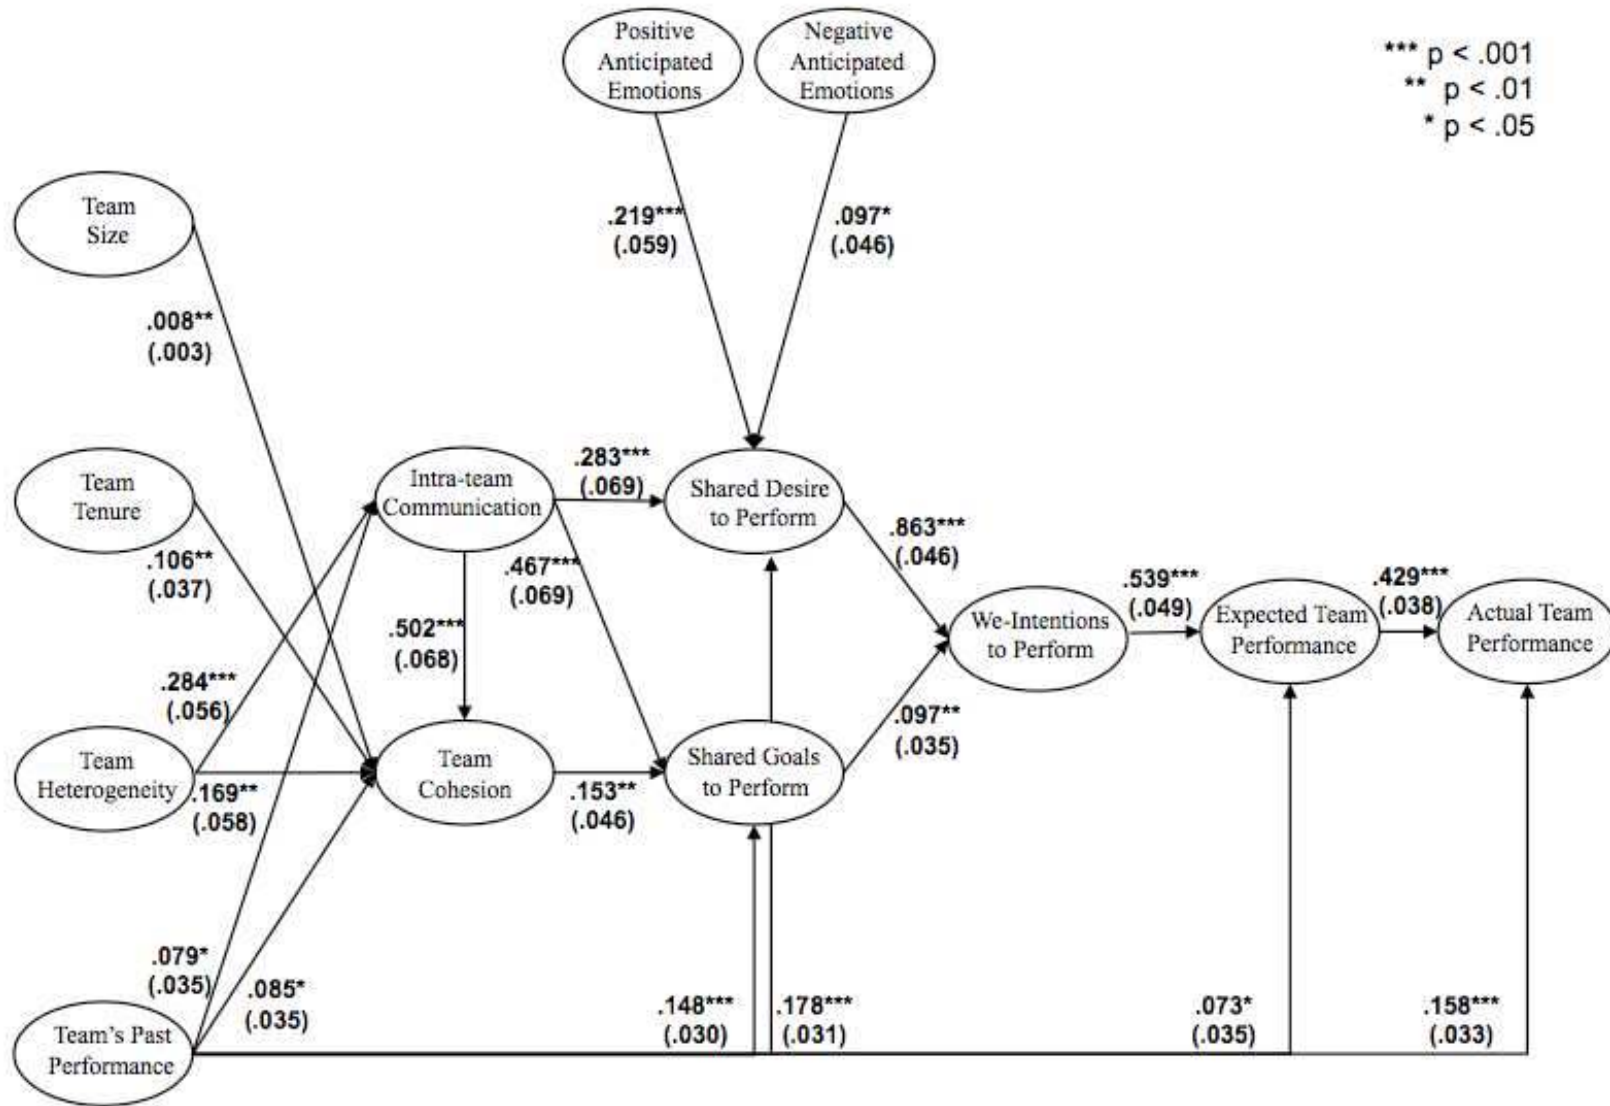 Positive
Anticipated
Emotions
Negative
Anticipated
Emotions
*** p < .001
** p < .01
* p < .05
Team
Size
.219***
(.059)
.097*
(.046)
.008**
(.003)
Team
Tenure
Intra-team
Communication
.283***
(.069)
Shared Desire
to Perform
.106**
(.037)
.467***
(.069)
.863***
(.046)
.502***
(.068)
We-Intentions
to Perform
.539***
(.049)
Expected Team
Performance
.429***
(.038)
Actual Team
Performance
.284***
(.056)
.097**
(.035)
Team
Heterogeneity
Team
Cohesion
Shared Goals
to Perform
.169**
(.058)
.153**
(.046)
.079*
(.035)
.085*
(.035)
.148***
(.030)
.178***
(.031)
.073*
(.035)
.158***
(.033)
Team's Past
Performance